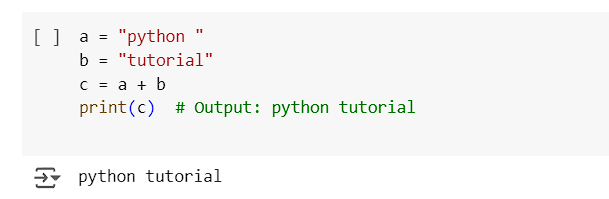 [ ] a = "python "
b = "tutorial"
c = a + b
print(c)  # Output: python tutorial
python tutorial